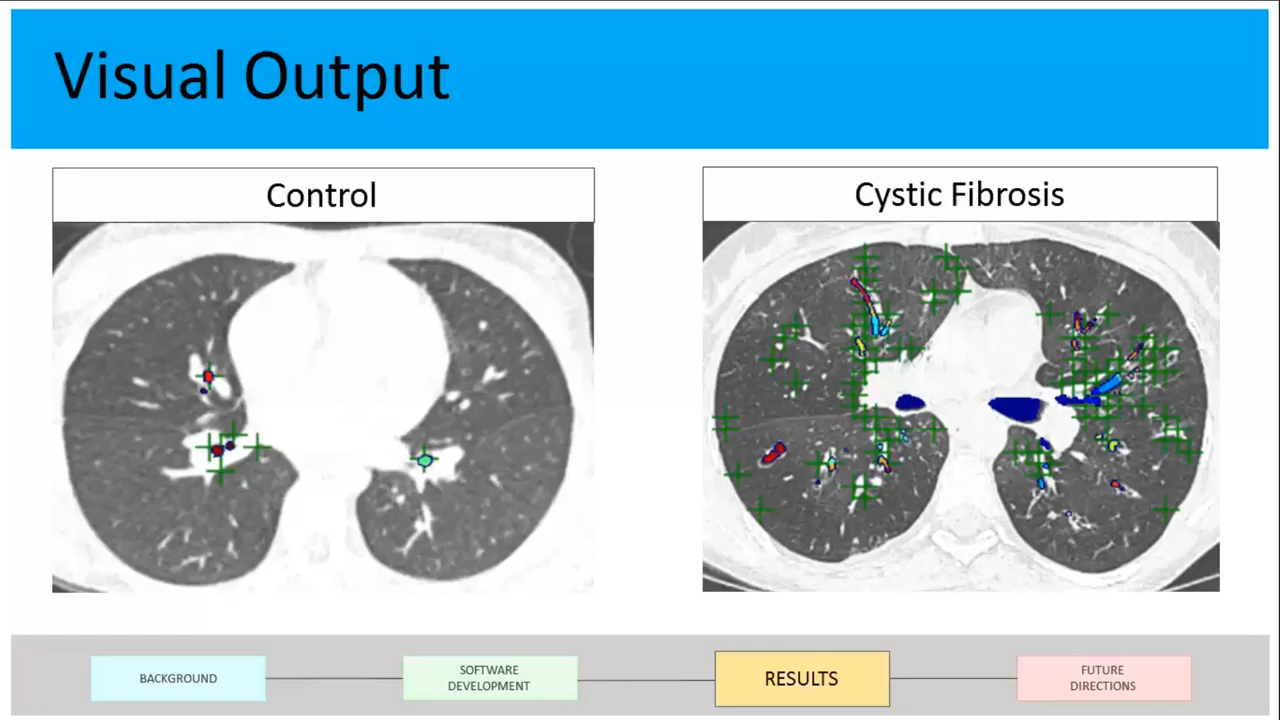 Visual Output
Control
Cystic Fibrosis
BACKGROUND
SOFTWARE
DEVELOPMENT
RESULTS
FUTURE
DIRECTIONS